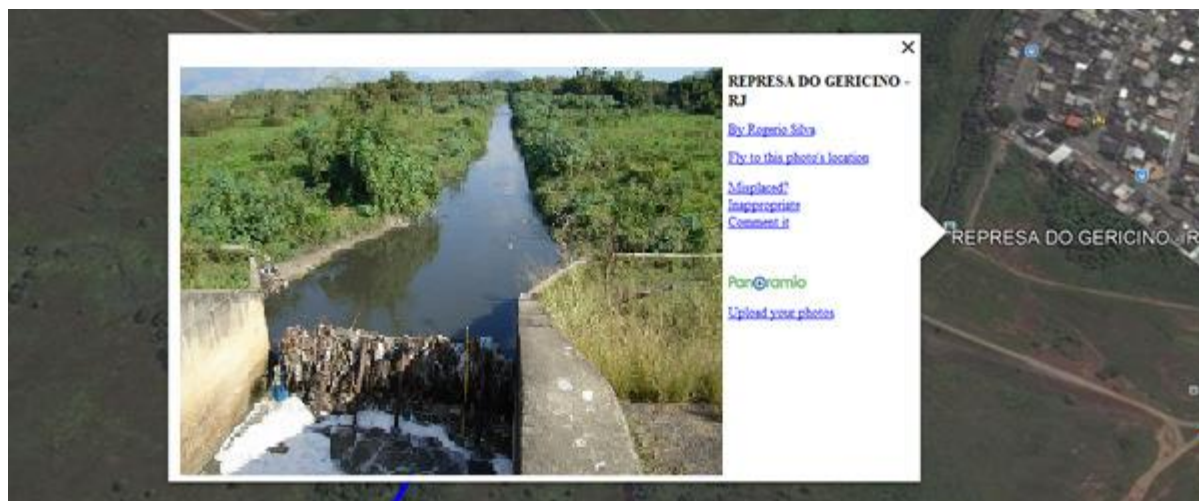 REPRESA DO GERICINO -
RJ
By Rogerio Silva
Fly to this photo's location
Misplaced?
Inappropriate
Comment it
Panoramio
Upload your photos
REPRESA DO GERICINO - R